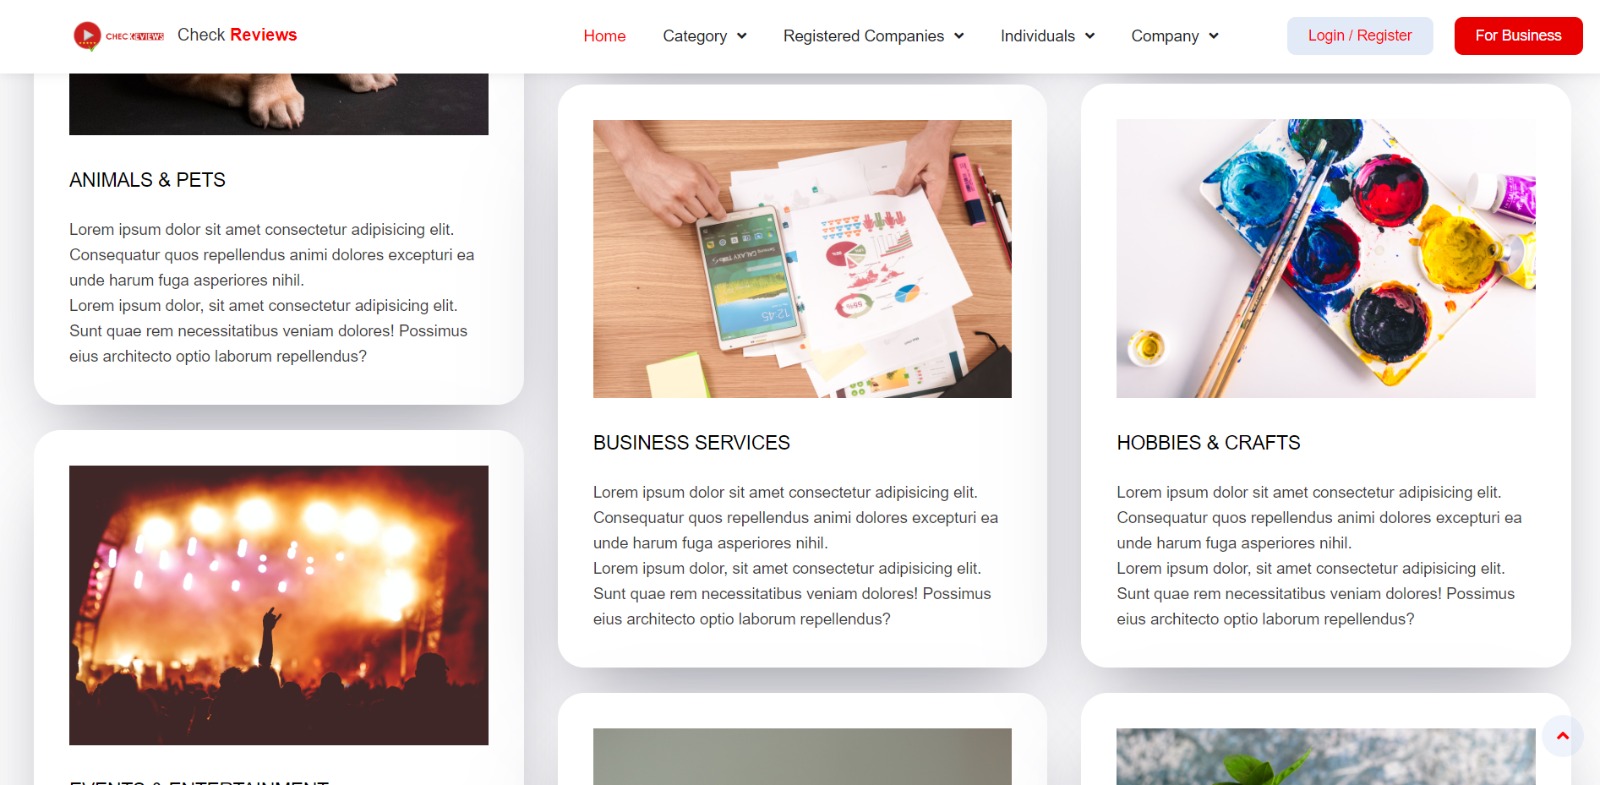 CHECKREVIEWS Check Reviews
Home Category Registered Companies Individuals Company Login / Register For Business
ANIMALS & PETS
Lorem ipsum dolor sit amet consectetur adipisicing elit.
Consequatur quos repellendus animi dolores excepturi ea
unde harum fuga asperiores nihil.
Lorem ipsum dolor, sit amet consectetur adipisicing elit.
Sunt quae rem necessitatibus veniam dolores! Possimus
eius architecto optio laborum repellendus?
EVENTS & ENTERTAINMENT
12:45
55%
BUSINESS SERVICES
Lorem ipsum dolor sit amet consectetur adipisicing elit.
Consequatur quos repellendus animi dolores excepturi ea
unde harum fuga asperiores nihil.
Lorem ipsum dolor, sit amet consectetur adipisicing elit.
Sunt quae rem necessitatibus veniam dolores! Possimus
eius architecto optio laborum repellendus?
HOBBIES & CRAFTS
Lorem ipsum dolor sit amet consectetur adipisicing elit.
Consequatur quos repellendus animi dolores excepturi ea
unde harum fuga asperiores nihil.
Lorem ipsum dolor, sit amet consectetur adipisicing elit.
Sunt quae rem necessitatibus veniam dolores! Possimus
eius architecto optio laborum repellendus?